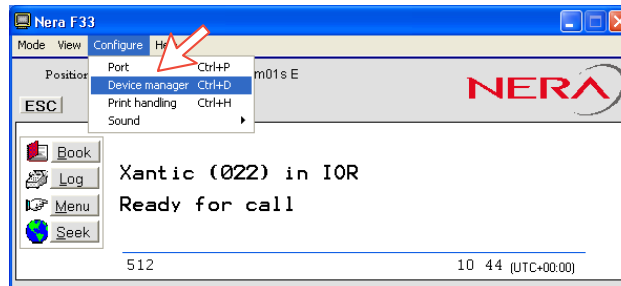 Nera F33
Mode View Configure
Position m01s E
Port Ctrl+P
Device manager Ctrl+D
Print handling Ctrl+H
Sound
ESC
NERA
Book
Log
Menu
Seek
Xantic (022) in IOR
Ready for call
512 10 44 (UTC+00:00)